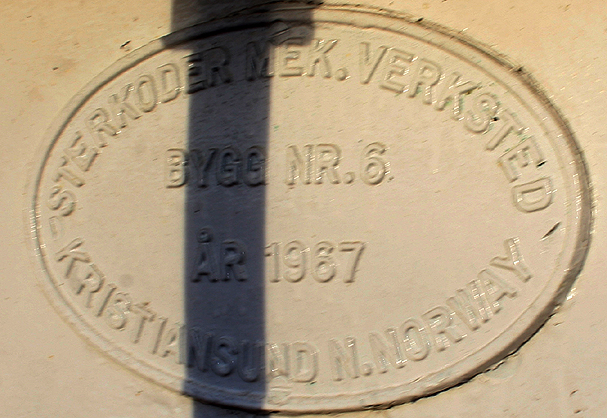 STERKODER MEK. VERKSTED
BYGG NR. 6
ÅR 1967
KRISTIANSUND N. NORWAY